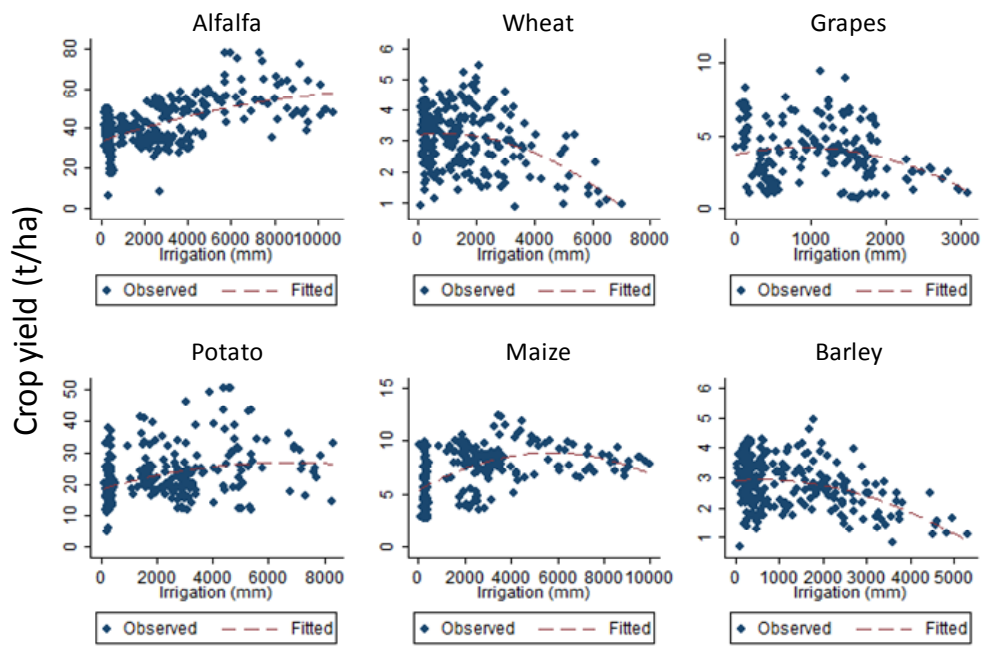 Crop yield (t/ha)
Alfalfa
80
60
40
20
0
0 2000 4000 6000 800010000
Irrigation (mm)
Observed Fitted
Wheat
6
5
4
3
2
1
0 2000 4000 6000 8000
Irrigation (mm)
Observed Fitted
Grapes
10
5
0
0 1000 2000 3000
Irrigation (mm)
Observed Fitted
Potato
50
40
30
20
10
0
0 2000 4000 6000 8000
Irrigation (mm)
Observed Fitted
Maize
15
10
5
0
0 2000 4000 6000 800010000
Irrigation (mm)
Observed Fitted
Barley
6
5
4
3
2
1
0 1000 2000 3000 4000 5000
Irrigation (mm)
Observed Fitted